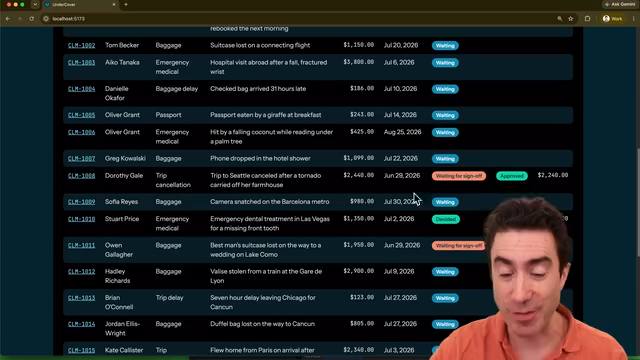 UnderCover
Ask Gemini
localhost:5173
Work
rebooked the next morning
CLM-1002 Tom Becker Baggage Suitcase lost on a connecting flight $1,150.00 Jul 20, 2026 Waiting
CLM-1003 Aiko Tanaka Emergency Hospital visit abroad after a fall, fractured $3,800.00 Jul 6, 2026 Waiting
medical wrist
CLM-1004 Danielle Baggage delay Checked bag arrived 31 hours late $186.00 Jul 10, 2026 Waiting
Okafor
CLM-1005 Oliver Grant Passport Passport eaten by a giraffe at breakfast $243.00 Jul 14, 2026 Waiting
CLM-1006 Oliver Grant Emergency Hit by a falling coconut while reading under $425.00 Aug 25, 2026 Waiting
medical a palm tree
CLM-1007 Greg Kowalski Baggage Phone dropped in the hotel shower $1,099.00 Jul 22, 2026 Waiting
CLM-1008 Dorothy Gale Trip Trip to Seattle cancelled after a tornado $2,440.00 Jun 29, 2026 Waiting for sign-off Approved $2,240.00
cancellation carried off her farmhouse
CLM-1009 Sofia Reyes Baggage Camera snatched on the Barcelona metro $980.00 Jul 30, 2026 Waiting
CLM-1010 Stuart Price Emergency Emergency dental treatment in Las Vegas $1,350.00 Jul 2, 2026 Decided
medical for a missing front tooth
CLM-1011 Owen Baggage Best man's suitcase lost on the way to a $1,950.00 Jun 29, 2026 Waiting for sign-off
Gallagher wedding on Lake Como
CLM-1012 Hadley Baggage Valise stolen from a train at the Gare de $2,900.00 Jul 9, 2026 Waiting
Richards Lyon
CLM-1013 Brian Trip delay Seven hour delay leaving Chicago for $123.00 Jul 27, 2026 Waiting
O'Connell Cancun
CLM-1014 Jordan Ellis- Baggage Duffel bag lost on the way to Cancun $805.00 Jul 27, 2026 Waiting
Wright
CLM-1015 Kate Callister Trip Flew home from Paris on arrival after $2,340.00 Jul 3, 2026 Waiting